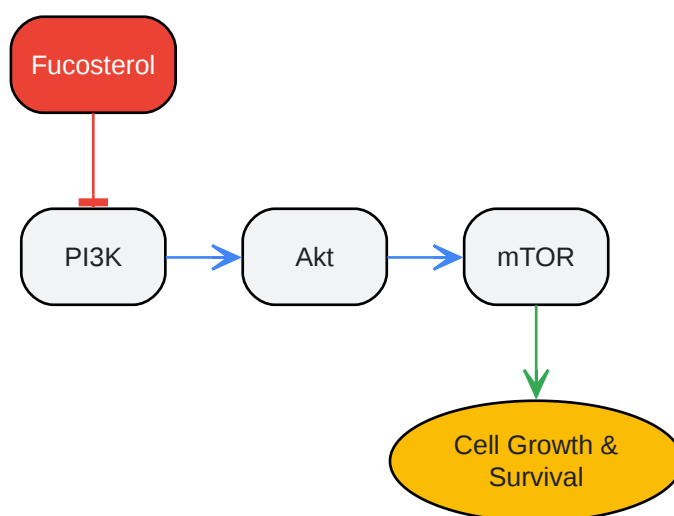 Fucosterol
PI3K
Akt
mTOR
Cell Growth &
Survival